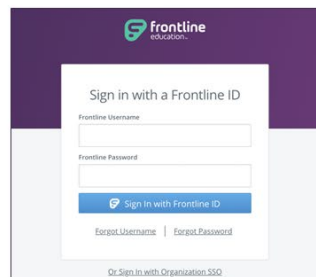 frontline
education™
Sign in with a Frontline ID
Frontline Username
Frontline Password
Sign In with Frontline ID
Forgot Username | Forgot Password
Or Sign In with Organization SSO